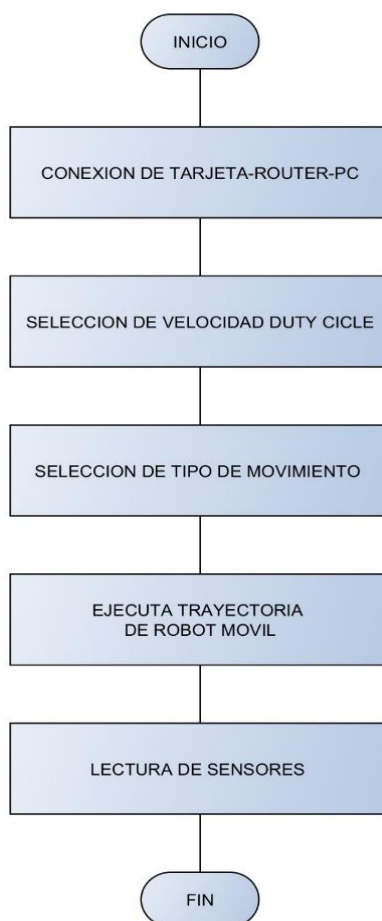 INICIO
CONEXION DE TARJETA-ROUTER-PC
SELECCION DE VELOCIDAD DUTY CICLE
SELECCION DE TIPO DE MOVIMIENTO
EJECUTA TRAYECTORIA
DE ROBOT MOVIL
LECTURA DE SENSORES
FIN